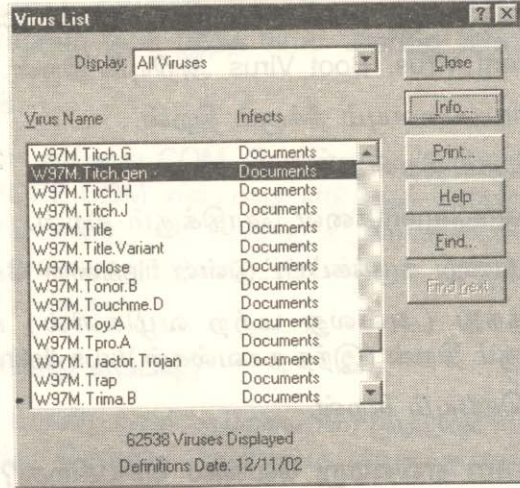 Virus List
Display: All Viruses
Close
Virus Name Infects
Info...
W97M.Titch.G Documents
W97M.Titch.gen Documents
W97M.Titch.H Documents
W97M.Titch.J Documents
W97M.Title Documents
W97M.Title.Variant Documents
W97M.Tolose Documents
W97M.Tonor.B Documents
W97M.Touchme.D Documents
W97M.Toy.A Documents
W97M.Tpro.A Documents
W97M.Tractor.Trojan Documents
W97M.Trap Documents
W97M.Trima.B Documents
Print...
Help
Find...
Find next
62538 Viruses Displayed
Definitions Date: 12/11/02